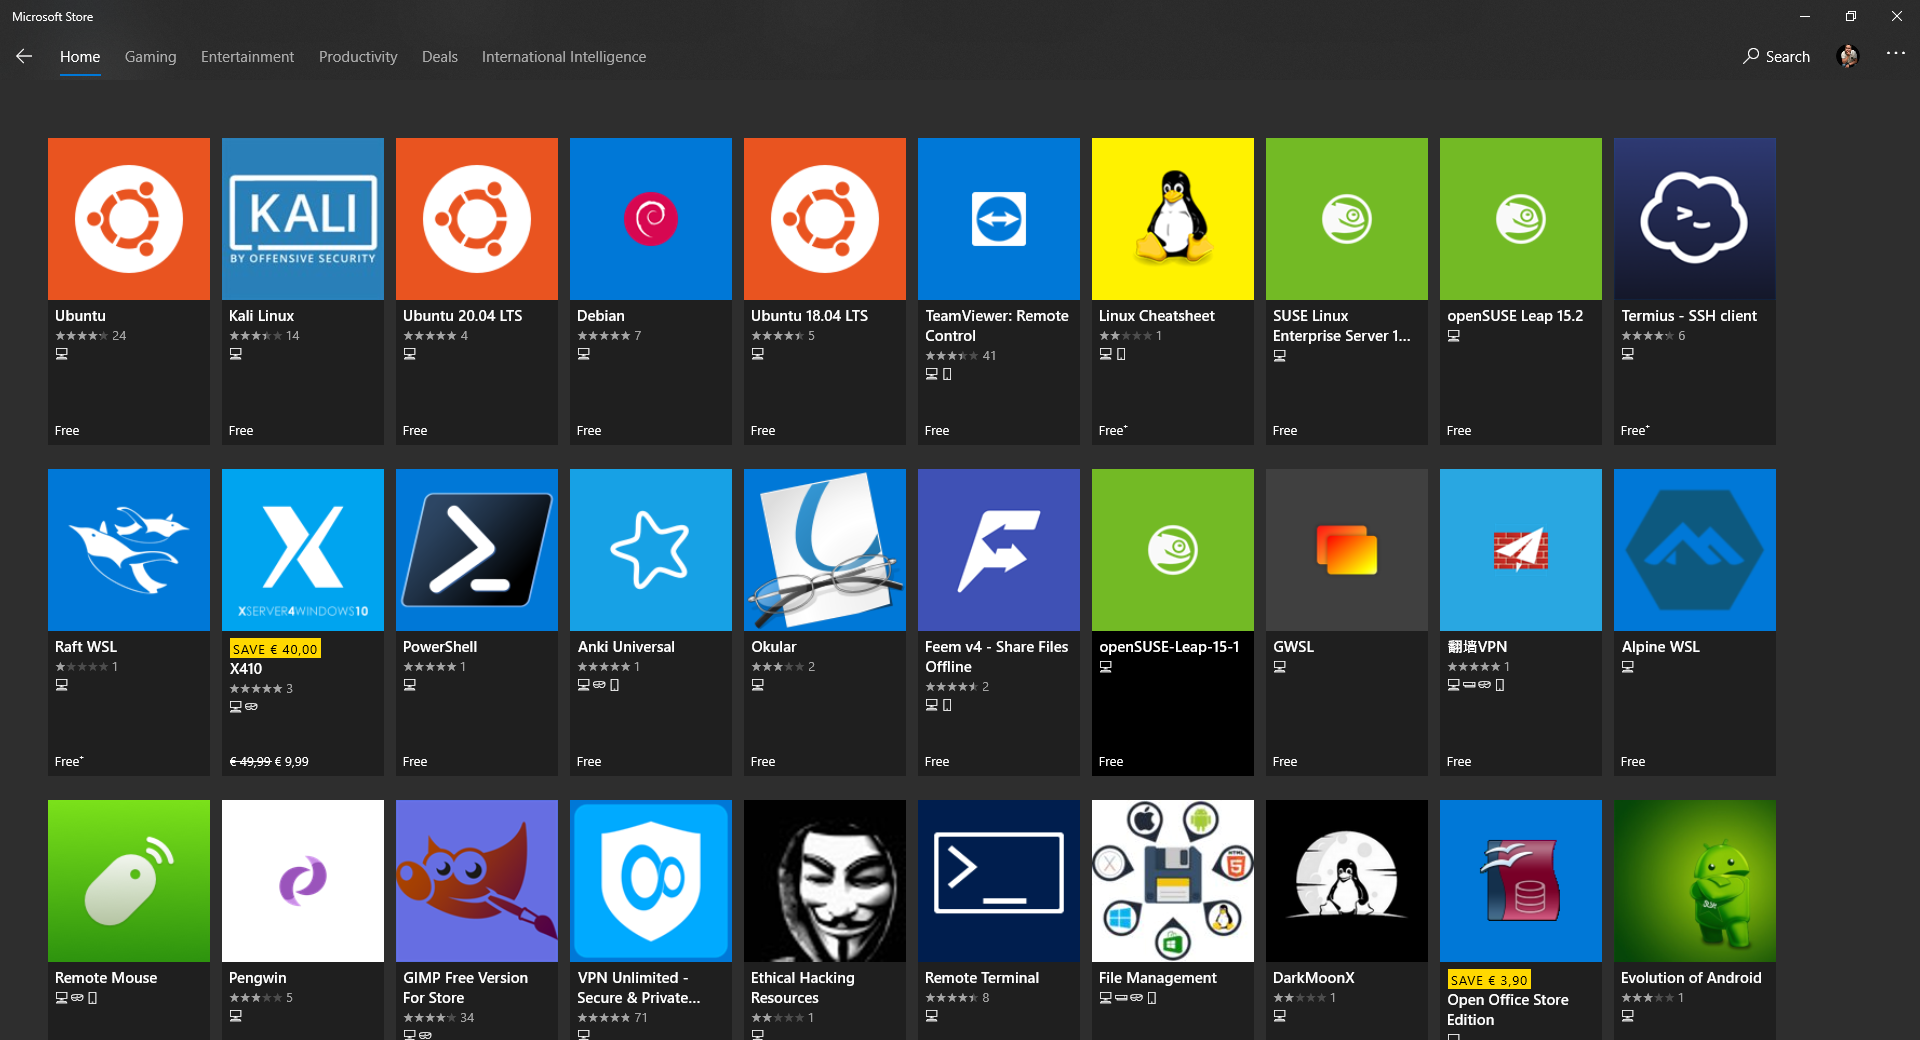 Microsoft Store
Home Gaming Entertainment Productivity Deals International Intelligence Search
KALI
BY OFFENSIVE SECURITY
Ubuntu
24
Free
Kali Linux
14
Free
Ubuntu 20.04 LTS
4
Free
Debian
7
Free
Ubuntu 18.04 LTS
5
Free
TeamViewer: Remote
Control
41
Free
Linux Cheatsheet
1
Free+
SUSE Linux
Enterprise Server 1...
Free
openSUSE Leap 15.2
Free
Termius - SSH client
6
Free+
Raft WSL
1
Free+
X
XSERVER4WINDOWS10
SAVE € 40,00
X410
3
€ 49,99 € 9,99
PowerShell
1
Free
Anki Universal
1
Free
Okular
2
Free
Feem v4 - Share Files
Offline
2
Free
openSUSE-Leap-15-1
Free
GWSL
Free
翻墙VPN
1
Free
Alpine WSL
Free
Remote Mouse
Pengwin
5
GIMP Free Version
For Store
34
VPN Unlimited -
Secure & Private...
71
Ethical Hacking
Resources
1
Remote Terminal
8
HTML
5
File Management
DarkMoonX
1
SAVE € 3,90
Open Office Store
Edition
Evolution of Android
1